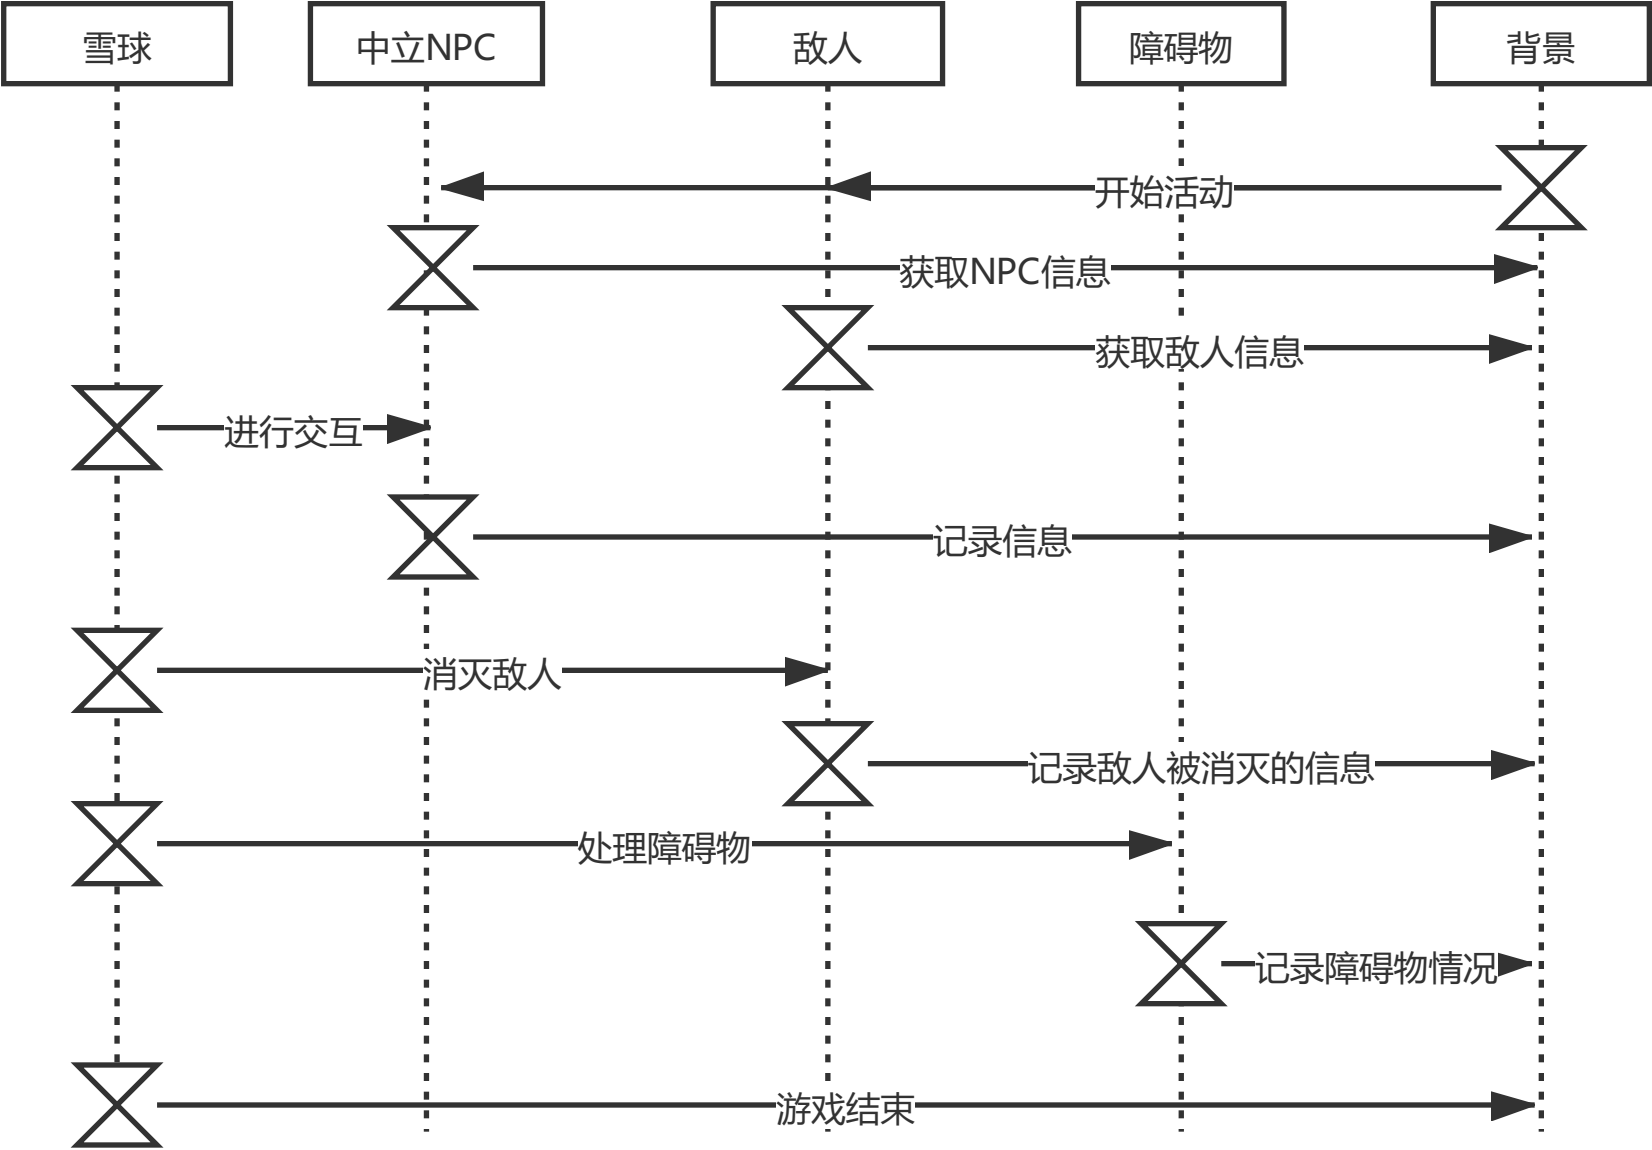 雪球
中立NPC
敌人
障碍物
背景
开始活动
获取NPC信息
获取敌人信息
进行交互
记录信息
消灭敌人
记录敌人被消灭的信息
处理障碍物
记录障碍物情况
游戏结束